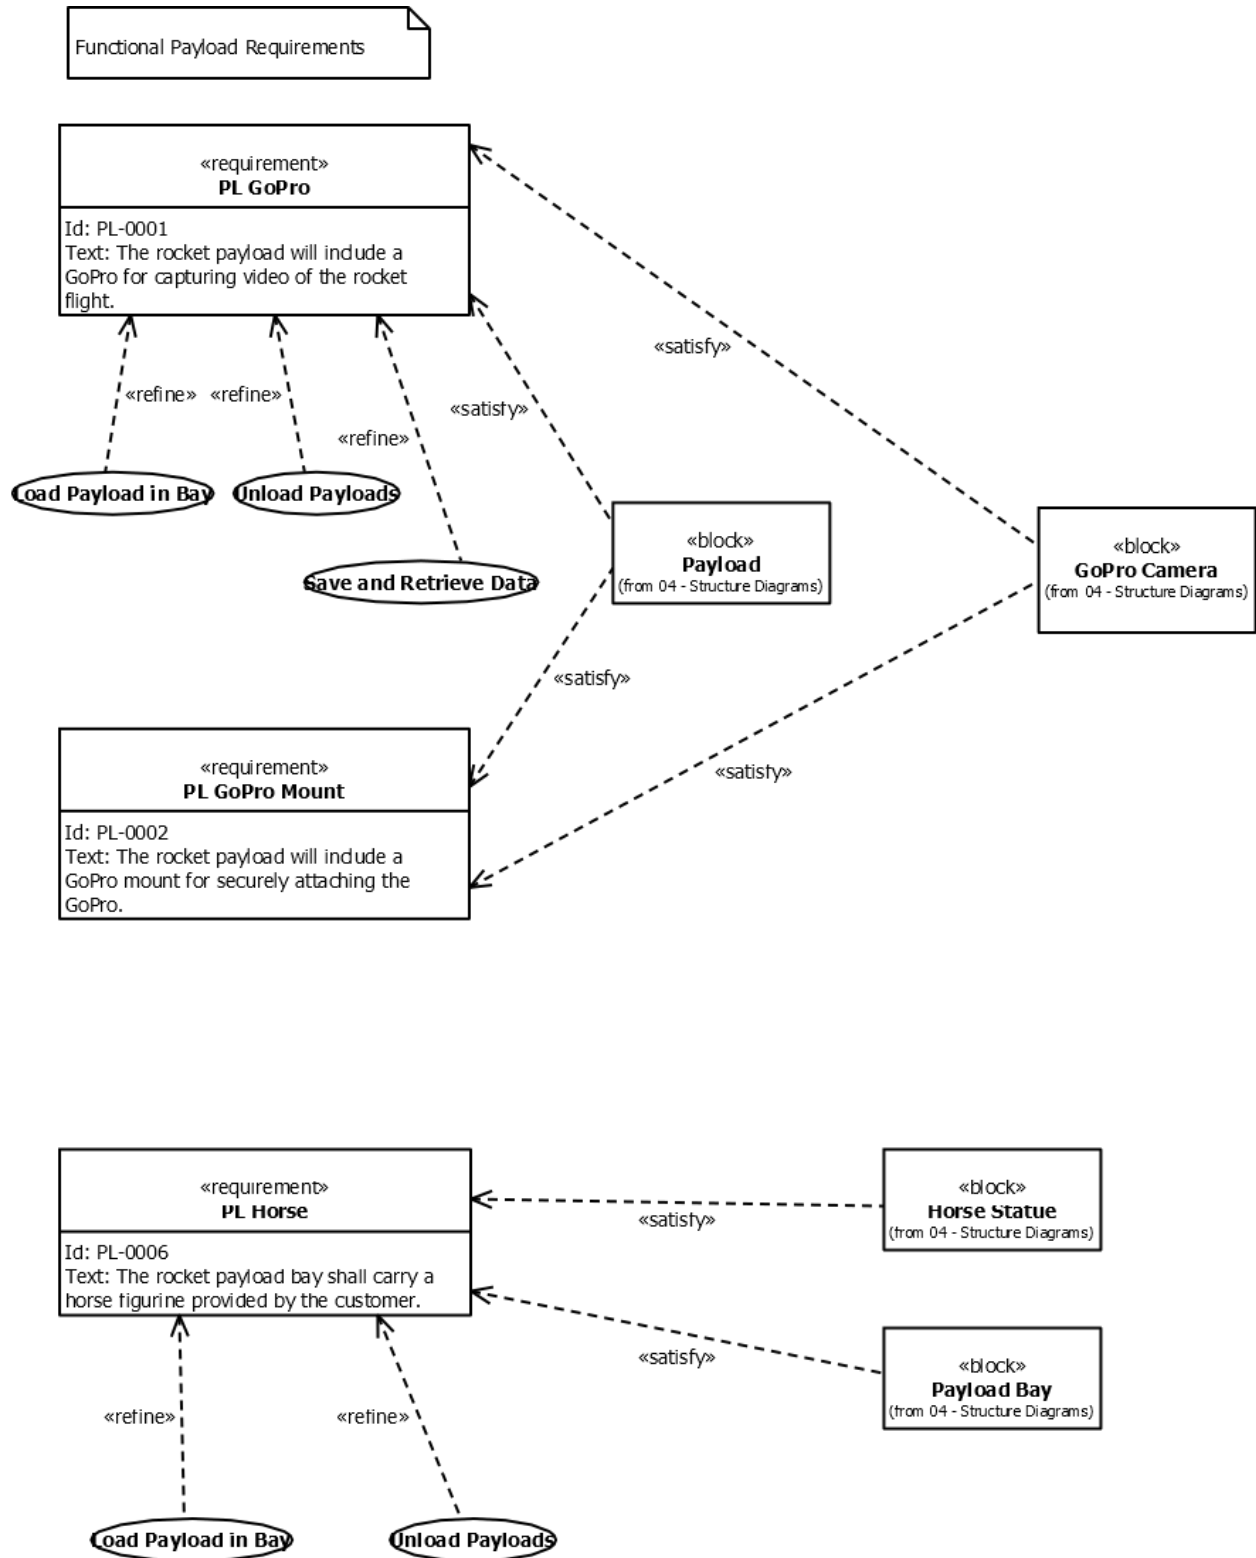 Functional Payload Requirements
«requirement»
PL GoPro
Id: PL-0001
Text: The rocket payload will include a
GoPro for capturing video of the rocket
flight.
«satisfy»
«refine»
«refine»
«satisfy»
«refine»
Load Payload in Bay
Unload Payloads
«block»
Payload
(from 04 - Structure Diagrams)
«block»
GoPro Camera
(from 04 - Structure Diagrams)
Save and Retrieve Data
«satisfy»
«requirement»
PL GoPro Mount
«satisfy»
Id: PL-0002
Text: The rocket payload will include a
GoPro mount for securely attaching the
GoPro.
«requirement»
PL Horse
Id: PL-0006
Text: The rocket payload bay shall carry a
horse figurine provided by the customer.
«satisfy»
«block»
Horse Statue
(from 04 - Structure Diagrams)
«satisfy»
«block»
Payload Bay
(from 04 - Structure Diagrams)
«refine»
«refine»
Load Payload in Bay
Unload Payloads